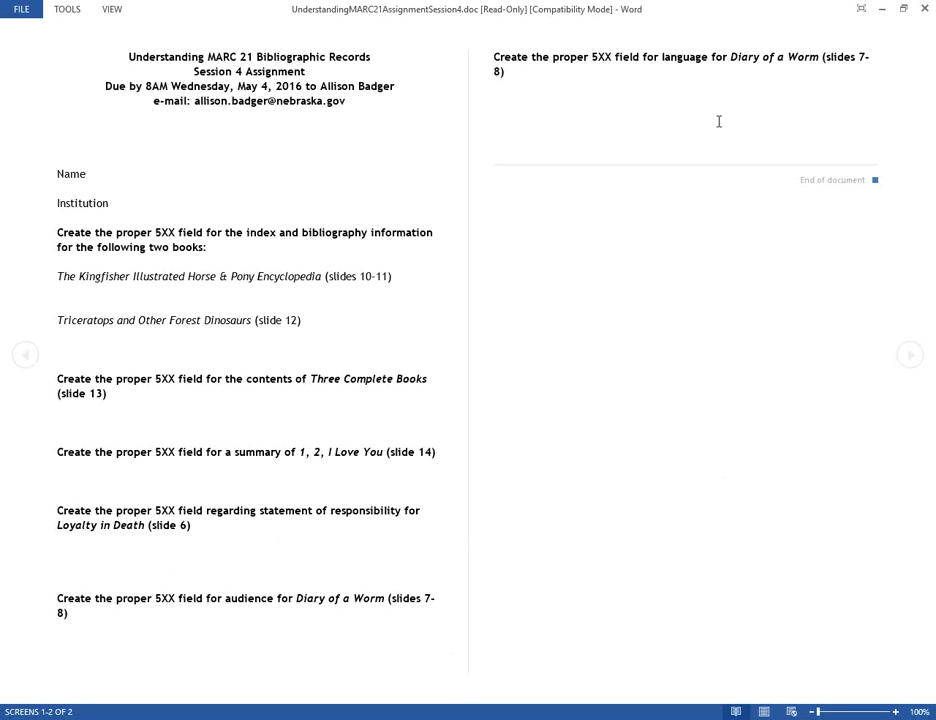 FILE TOOLS VIEW UnderstandingMARC21AssignmentSession4.doc [Read-Only] [Compatibility Mode] - Word
Understanding MARC 21 Bibliographic Records
Session 4 Assignment
Due by 8AM Wednesday, May 4, 2016 to Allison Badger
e-mail: allison.badger@nebraska.gov
Name
Institution
Create the proper 5XX field for the index and bibliography information
for the following two books:
The Kingfisher Illustrated Horse & Pony Encyclopedia (slides 10-11)
Triceratops and Other Forest Dinosaurs (slide 12)
Create the proper 5XX field for the contents of Three Complete Books
(slide 13)
Create the proper 5XX field for a summary of 1, 2, I Love You (slide 14)
Create the proper 5XX field regarding statement of responsibility for
Loyalty in Death (slide 6)
Create the proper 5XX field for audience for Diary of a Worm (slides 7-
8)
Create the proper 5XX field for language for Diary of a Worm (slides 7-
8)
End of document
SCREENS 1-2 OF 2 100%